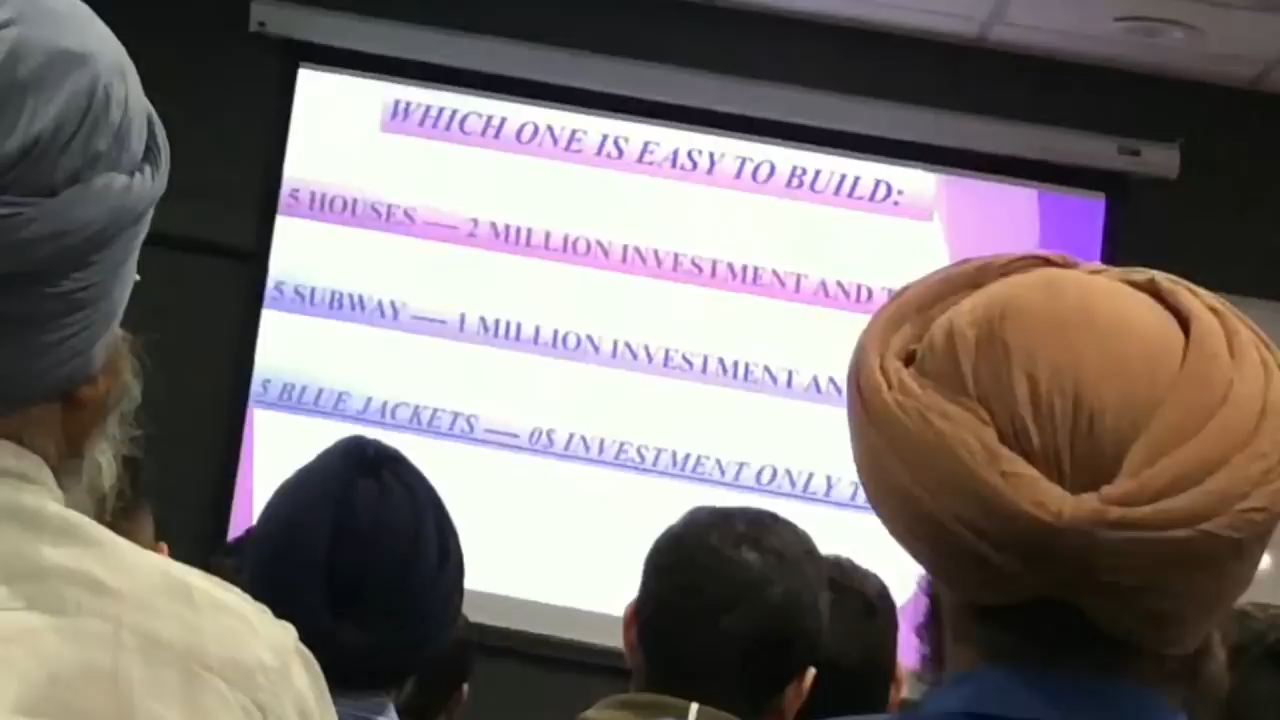 WHICH ONE IS EASY TO BUILD:
5 HOUSES — 2 MILLION INVESTMENT AND
5 SUBWAY — 1 MILLION INVESTMENT
5 BLUE JACKETS — 0$ INVESTMENT ONLY